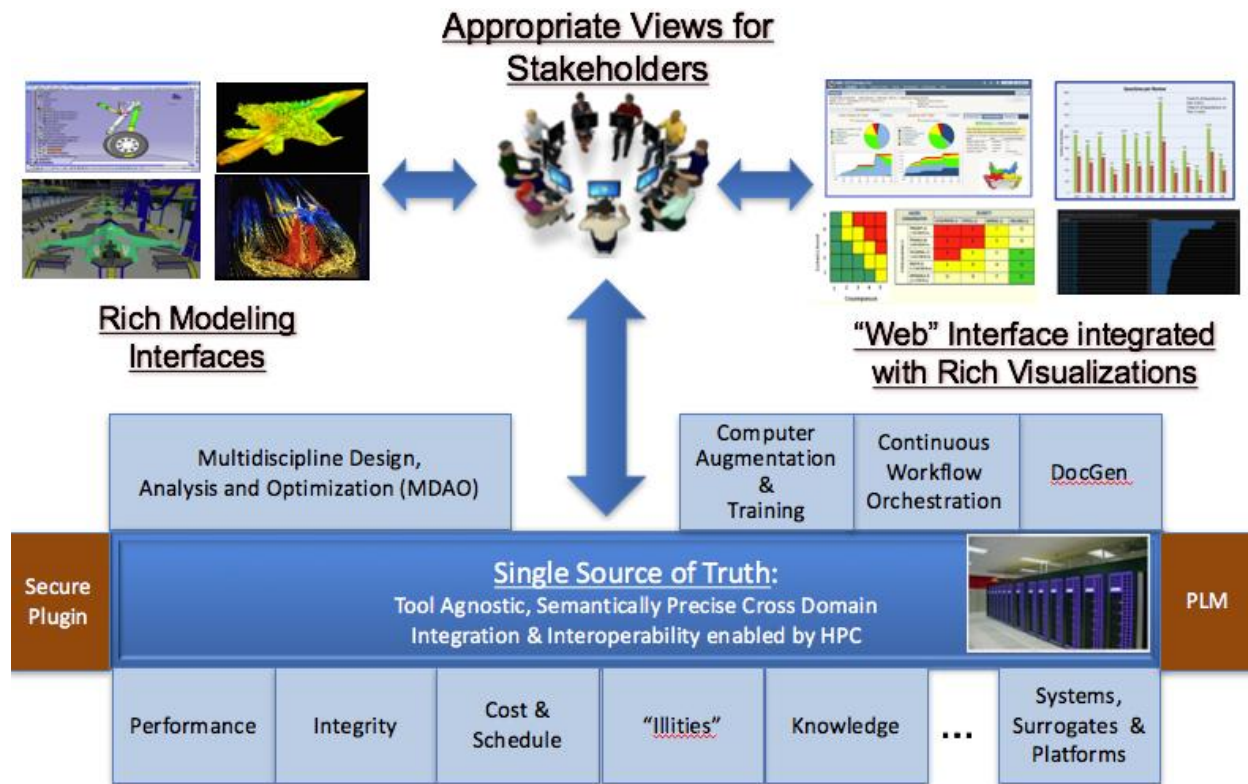 Appropriate Views for
Stakeholders
Rich Modeling
Interfaces
“Web” Interface integrated
with Rich Visualizations
Multidiscipline Design,
Analysis and Optimization (MDAO)
Computer
Augmentation
&
Training
Continuous
Workflow
Orchestration
DocGen
Secure
Plugin
Single Source of Truth:
Tool Agnostic, Semantically Precise Cross Domain
Integration & Interoperability enabled by HPC
PLM
Performance
Integrity
Cost &
Schedule
“Illities”
Knowledge
...
Systems,
Surrogates &
Platforms